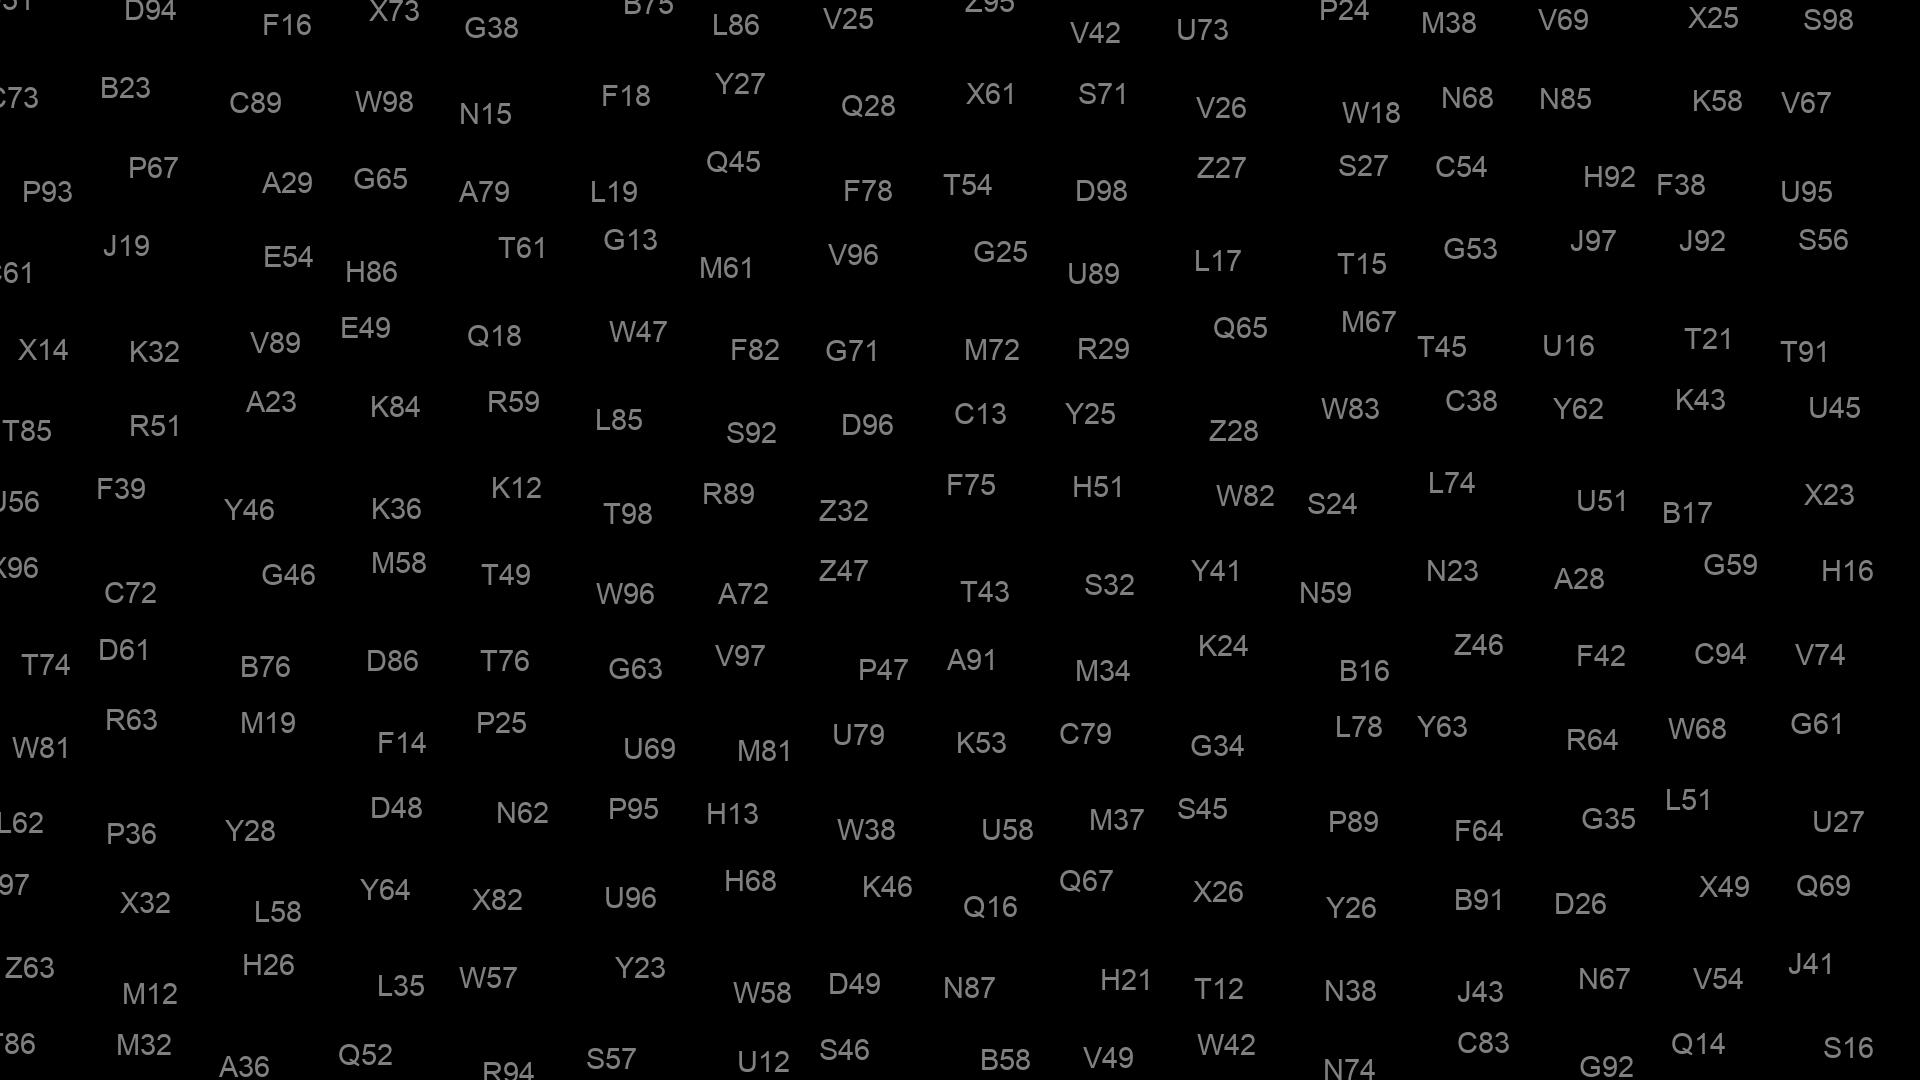 D94 F16 X73 G38 B75 L86 V25 Z95 V42 U73 P24 M38 V69 X25 S98
B23 C89 W98 N15 F18 Y27 Q28 X61 S71 V26 W18 N68 N85 K58 V67
P93 P67 A29 G65 A79 L19 Q45 F78 T54 D98 Z27 S27 C54 H92 F38 U95
J19 E54 H86 T61 G13 M61 V96 G25 U89 L17 T15 G53 J97 J92 S56
X14 K32 V89 E49 Q18 W47 F82 G71 M72 R29 Q65 M67 T45 U16 T21 T91
T85 R51 A23 K84 R59 L85 S92 D96 C13 Y25 Z28 W83 C38 Y62 K43 U45
F39 Y46 K36 K12 T98 R89 Z32 F75 H51 W82 S24 L74 U51 B17 X23
C72 G46 M58 T49 W96 A72 Z47 T43 S32 Y41 N59 N23 A28 G59 H16
T74 D61 B76 D86 T76 G63 V97 P47 A91 M34 K24 B16 Z46 F42 C94 V74
W81 R63 M19 F14 P25 U69 M81 U79 K53 C79 G34 L78 Y63 R64 W68 G61
L62 P36 Y28 D48 N62 P95 H13 W38 U58 M37 S45 P89 F64 G35 L51 U27
X32 L58 Y64 X82 U96 H68 K46 Q16 Q67 X26 Y26 B91 D26 X49 Q69
Z63 M12 H26 L35 W57 Y23 W58 D49 N87 H21 T12 N38 J43 N67 V54 J41
M32 A36 Q52 R94 S57 U12 S46 B58 V49 W42 N74 C83 G92 Q14 S16